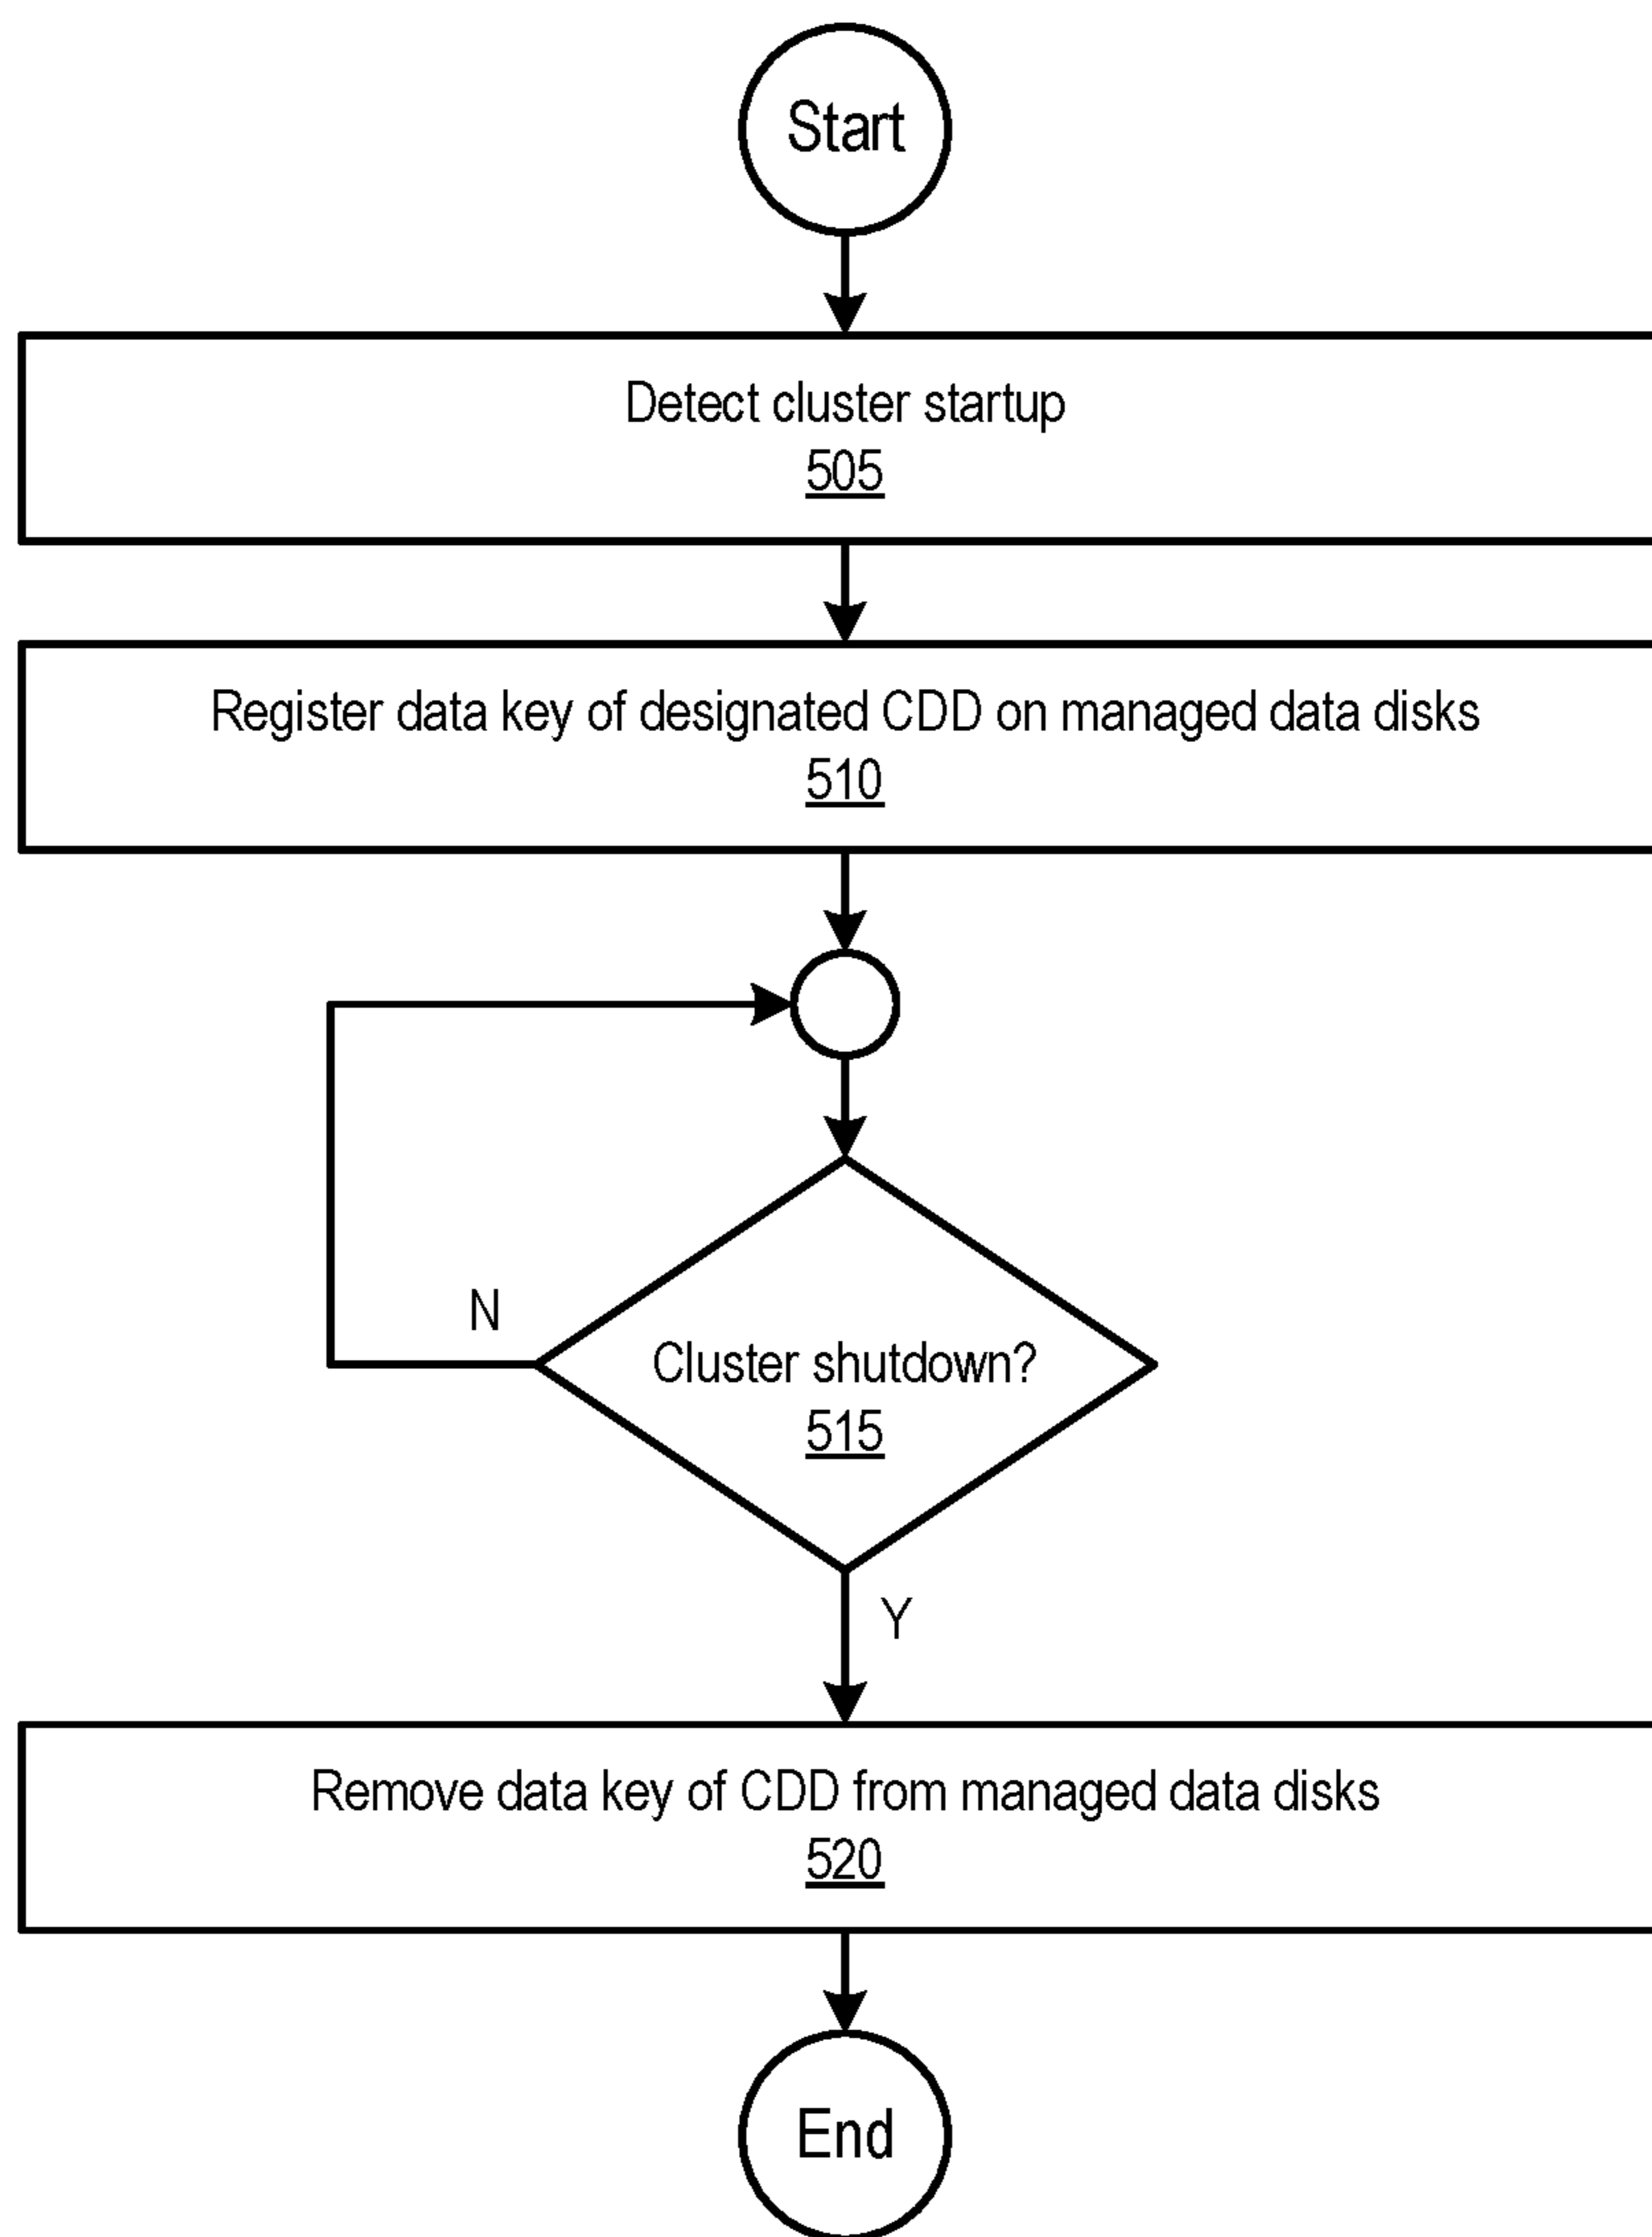 Start
Detect cluster startup
505
Register data key of designated CDD on managed data disks
510
N
Cluster shutdown?
515
Y
Remove data key of CDD from managed data disks
520
End